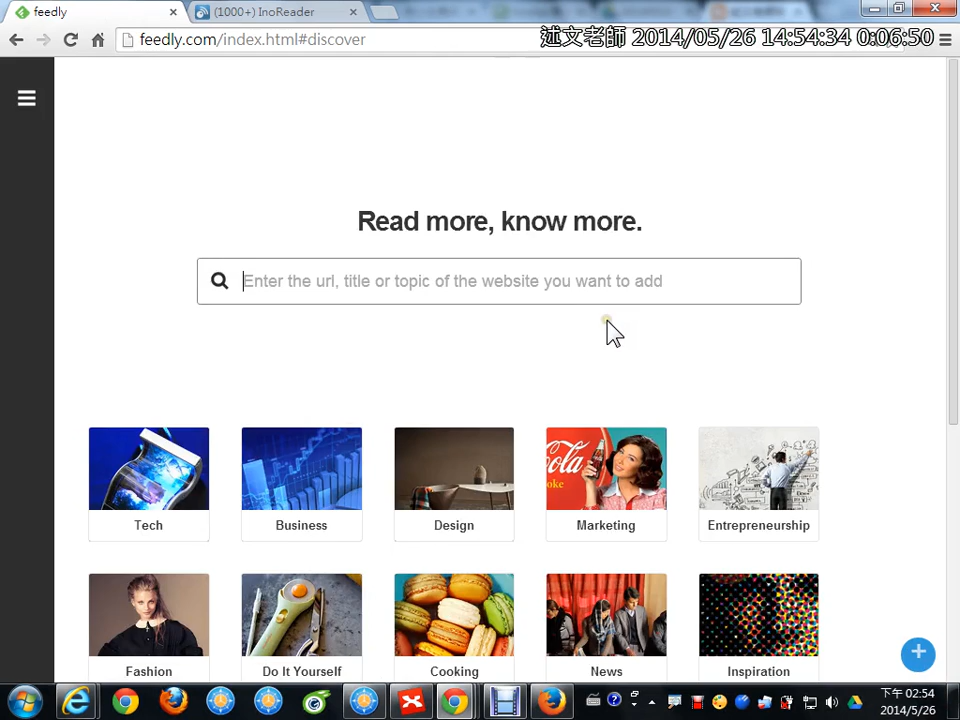 feedly
(1000+) InoReader
feedly.com/index.html#discover
述文老師 2014/05/26 14:54:34 0:06:50
Read more, know more.
Enter the url, title or topic of the website you want to add
Cola
oke
Tech
Business
Design
Marketing
Entrepreneurship
Fashion
Do It Yourself
Cooking
News
Inspiration
下午 02:54
2014/5/26